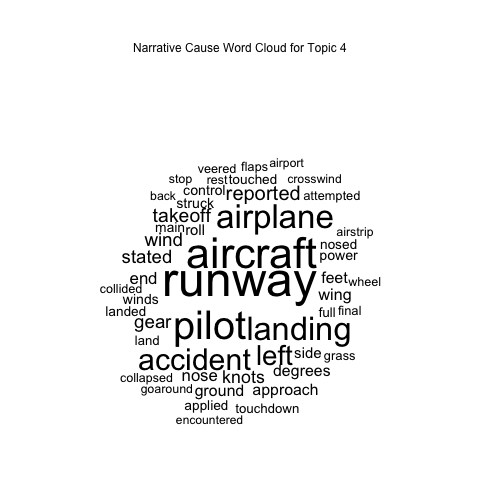 Narrative Cause Word Cloud for Topic 4
veered flaps airport
stop rest touched crosswind
back control reported attempted
struck
takeoff airplane
main roll airstrip
wind nosed
stated aircraft power
end runway feet wheel
collided
winds wing
landed full final
gear pilot landing
land
accident left side grass
collapsed nose knots degrees
goaround ground approach
applied touchdown
encountered